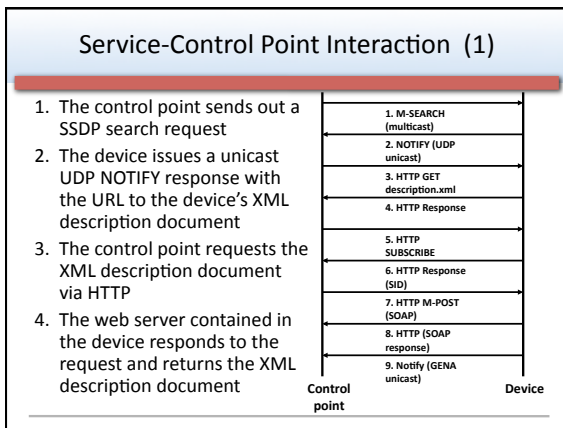 Service-Control Point Interaction (1)
1. The control point sends out a
SSDP search request
2. The device issues a unicast
UDP NOTIFY response with
the URL to the device's XML
description document
3. The control point requests the
XML description document
via HTTP
4. The web server contained in
the device responds to the
request and returns the XML
description document
1. M-SEARCH
(multicast)
2. NOTIFY (UDP
unicast)
3. HTTP GET
description.xml
4. HTTP Response
5. HTTP
SUBSCRIBE
6. HTTP Response
(SID)
7. HTTP M-POST
(SOAP)
8. HTTP (SOAP
response)
9. Notify (GENA
unicast)
Control
point
Device